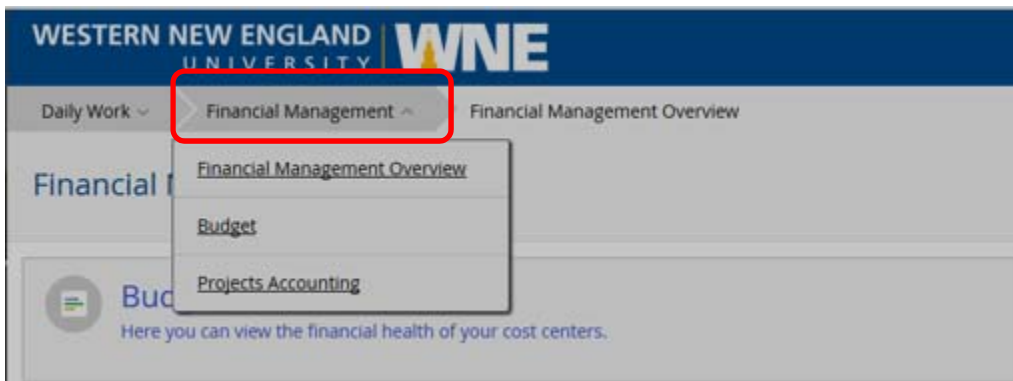 WESTERN NEW ENGLAND
UNIVERSITY
WNE
Daily Work Financial Management Financial Management Overview
Financial
Financial Management Overview
Budget
Projects Accounting
Here you can view the financial health of your cost centers.